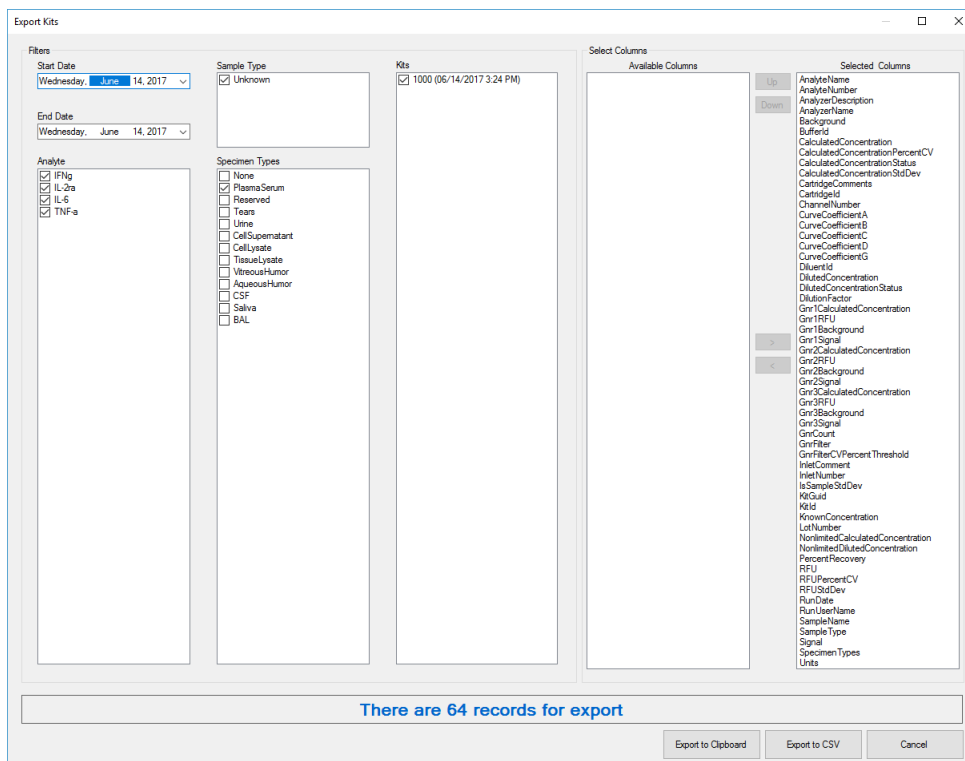 Export Kits
Filters
Start Date
Wednesday, June 14, 2017
End Date
Wednesday, June 14, 2017
Analyte
IFNg
IL-2ra
IL-6
TNF-a
Sample Type
Unknown
Specimen Types
None
PlasmaSerum
Reserved
Tears
Urine
CellSupernatant
CellLysate
TissueLysate
VitreousHumor
AqueousHumor
CSF
Saliva
BAL
Kits
1000 (06/14/2017 3:24 PM)
Select Columns
Available Columns
Up
Down
>
<
Selected Columns
AnalyteName
AnalyteNumber
AnalyzerDescription
AnalyzerName
Background
BufferId
CalculatedConcentration
CalculatedConcentrationPercentCV
CalculatedConcentrationStatus
CalculatedConcentrationStdDev
CartridgeComments
CartridgeId
ChannelNumber
CurveCoefficientA
CurveCoefficientB
CurveCoefficientC
CurveCoefficientD
CurveCoefficientG
DiluentId
DilutedConcentration
DilutedConcentrationStatus
DilutionFactor
Gnr1CalculatedConcentration
Gnr1RFU
Gnr1Background
Gnr1Signal
Gnr2CalculatedConcentration
Gnr2RFU
Gnr2Background
Gnr2Signal
Gnr3CalculatedConcentration
Gnr3RFU
Gnr3Background
Gnr3Signal
GnrCount
GnrFilter
GnrFilterCVPercentThreshold
InletComment
InletNumber
IsSampleStdDev
KitGuid
KitId
KnownConcentration
LotNumber
NonlimitedCalculatedConcentration
NonlimitedDilutedConcentration
PercentRecovery
RFU
RFUPercentCV
RFUStdDev
RunDate
RunUserName
SampleName
SampleType
Signal
SpecimenTypes
Units
There are 64 records for export
Export to Clipboard
Export to CSV
Cancel